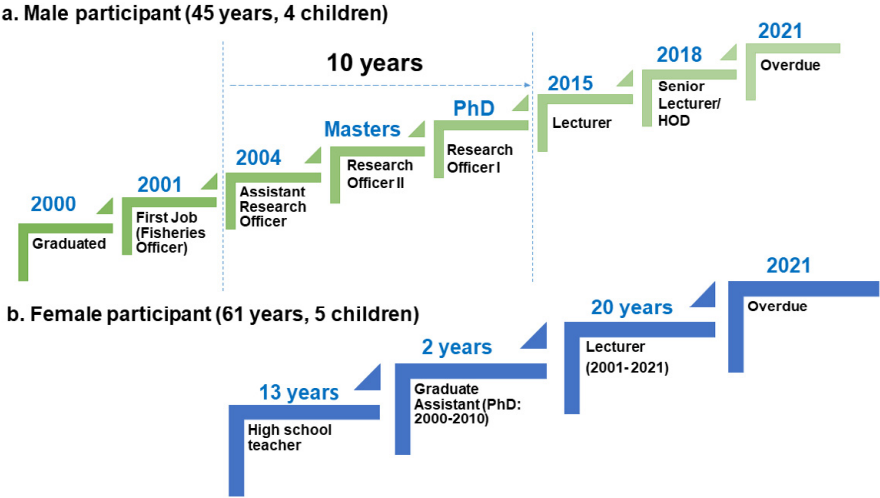 a. Male participant (45 years, 4 children)
2000
Graduated
2001
First Job
(Fisheries
Officer)
10 years
2004
Assistant
Research
Officer
Masters
Research
Officer II
PhD
Research
Officer I
2015
Lecturer
2018
Senior
Lecturer/
HOD
2021
Overdue
b. Female participant (61 years, 5 children)
13 years
High school
teacher
2 years
Graduate
Assistant (PhD:
2000-2010)
20 years
Lecturer
(2001-2021)
2021
Overdue